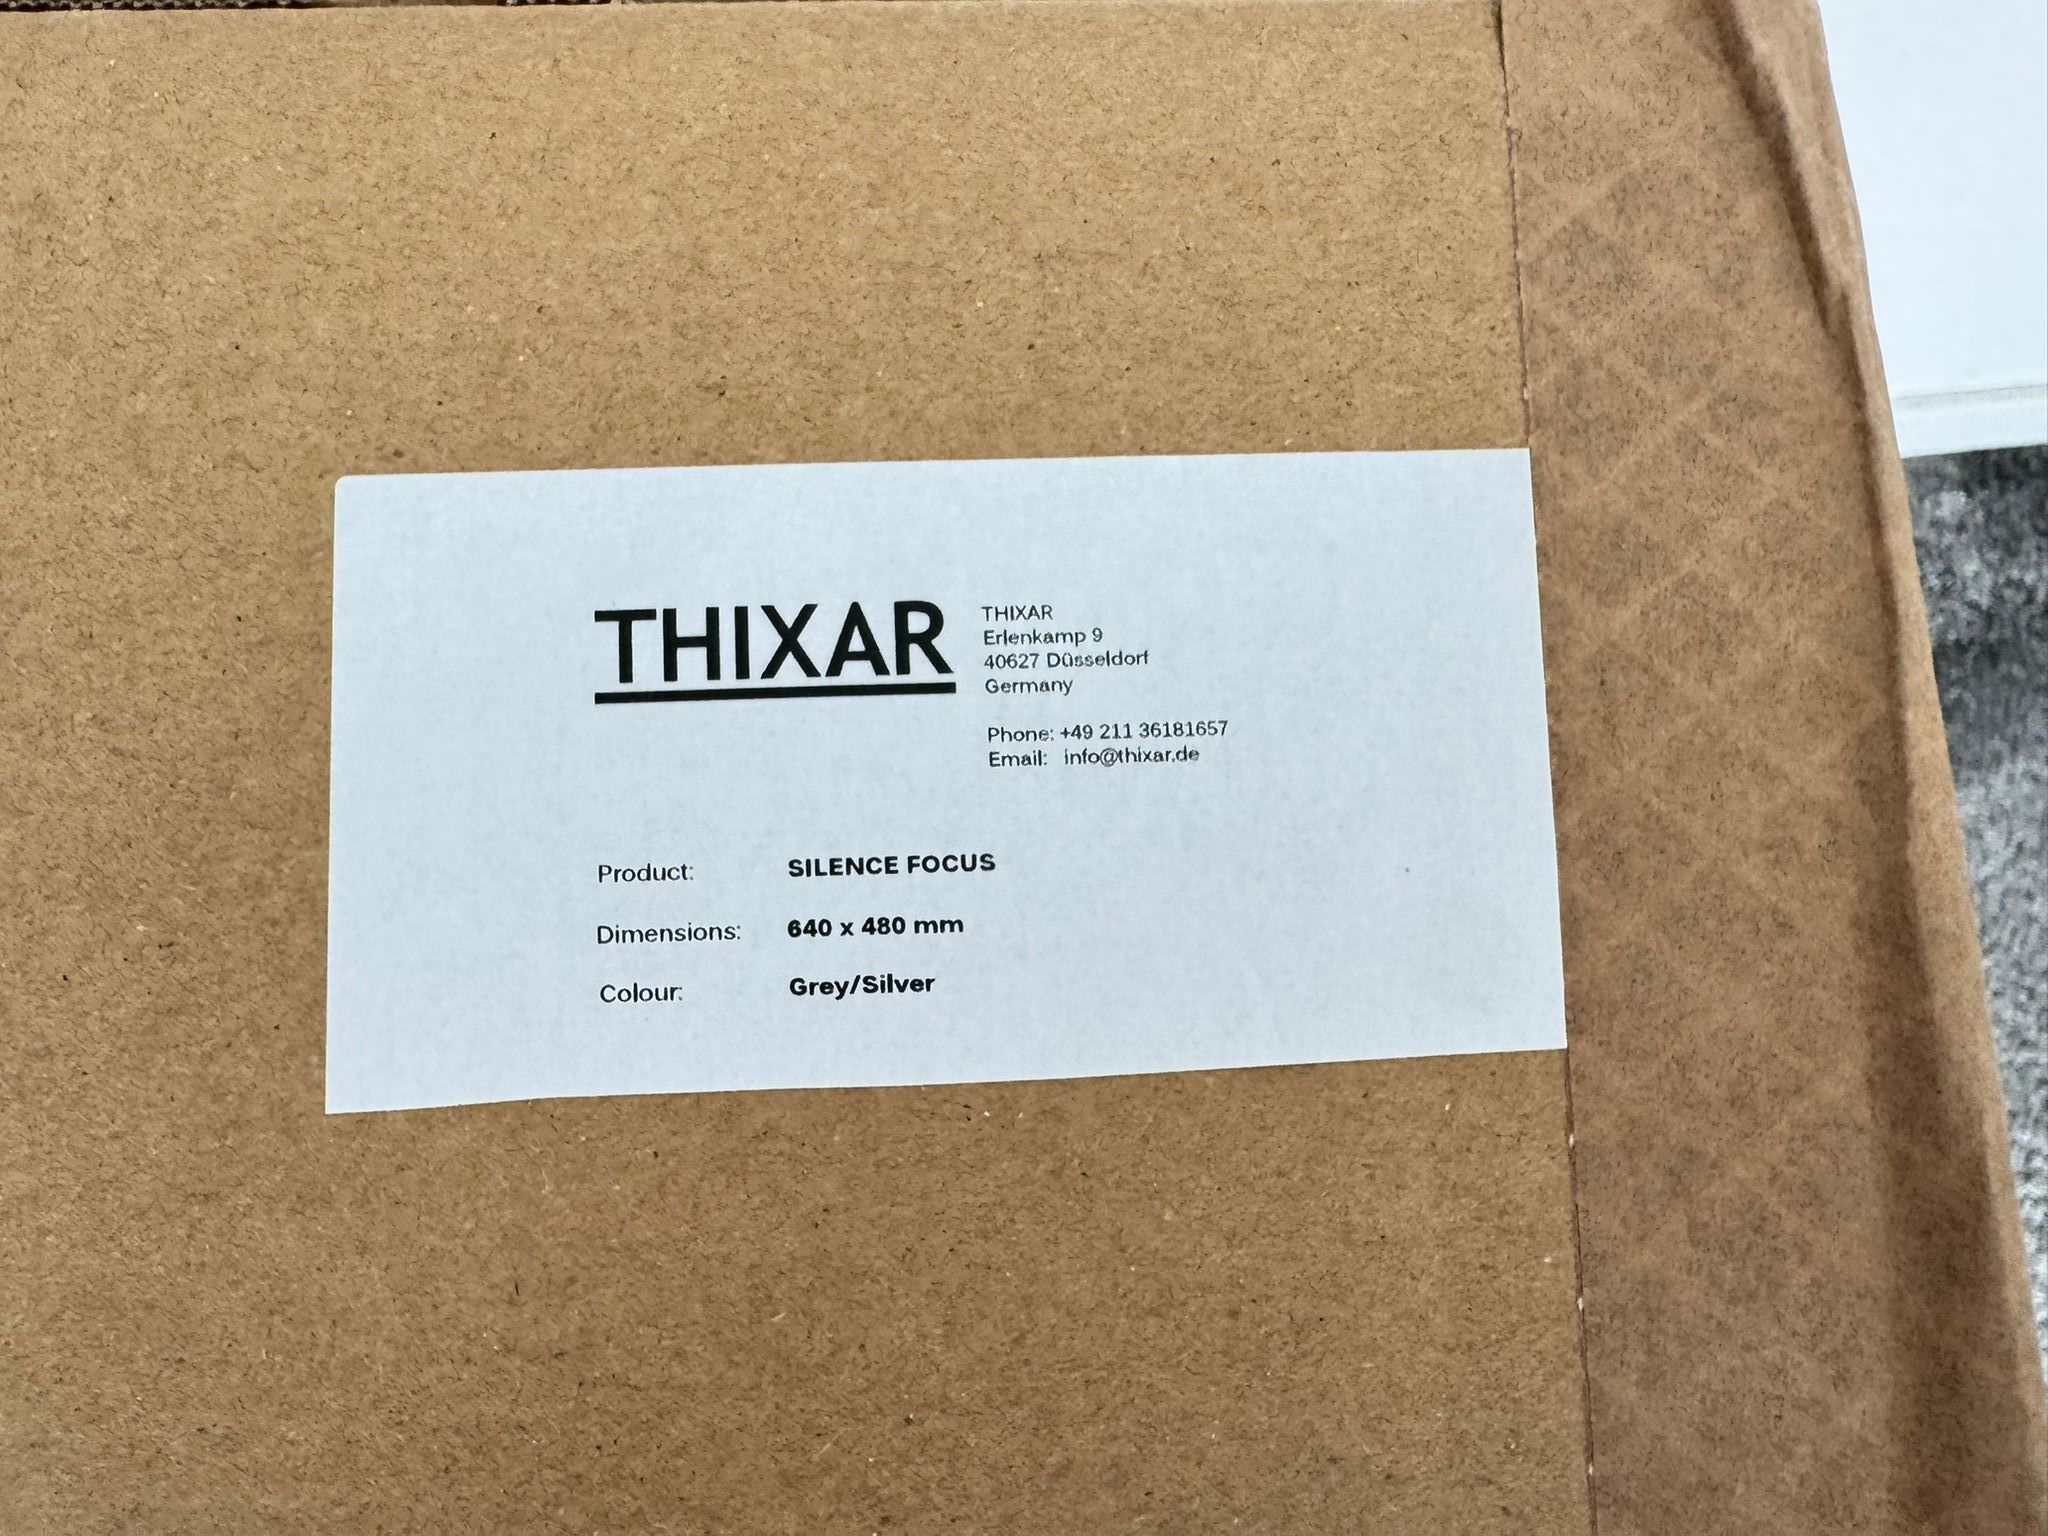 THIXAR
THIXAR
Erlenkamp 9
40627 Düsseldorf
Germany
Phone: +49 211 36181657
Email: info@thixar.de
Product: SILENCE FOCUS
Dimensions: 640 x 480 mm
Colour: Grey/Silver